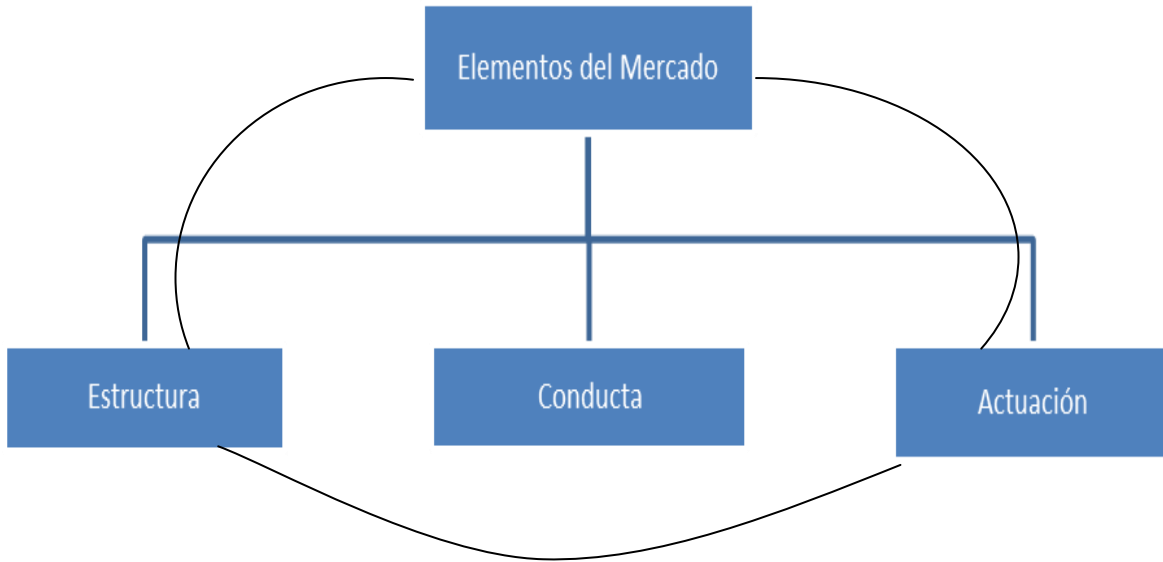 Elementos del Mercado
Estructura
Conducta
Actuación